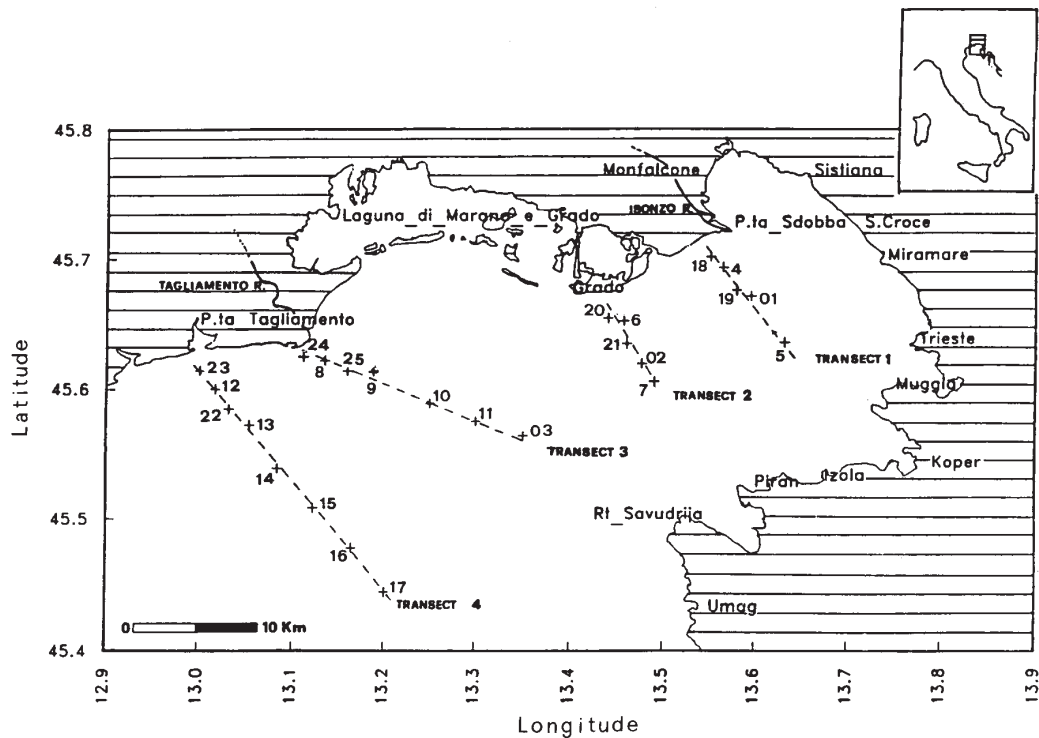 45.8
Monfalcone
Sistiana
ISONZO R.
Laguna_di_Marano_e_Grado
P.ta_Sdobba
S.Croce
45.7
18
4
Miramare
TAGLIAMENTO R.
Grado
19
01
P.ta Tagliamento
20
6
24
21
5
TRANSECT 1
Trieste
23
8
25
9
02
Muggia
45.6
12
10
7
TRANSECT 2
22
13
11
03
TRANSECT 3
14
Koper
Piran
Izola
45.5
15
Rt_Savudrija
16
17
TRANSECT 4
Umag
0
10 Km
45.4
Latitude
12.9
13.0
13.1
13.2
13.3
13.4
13.5
13.6
13.7
13.8
13.9
Longitude